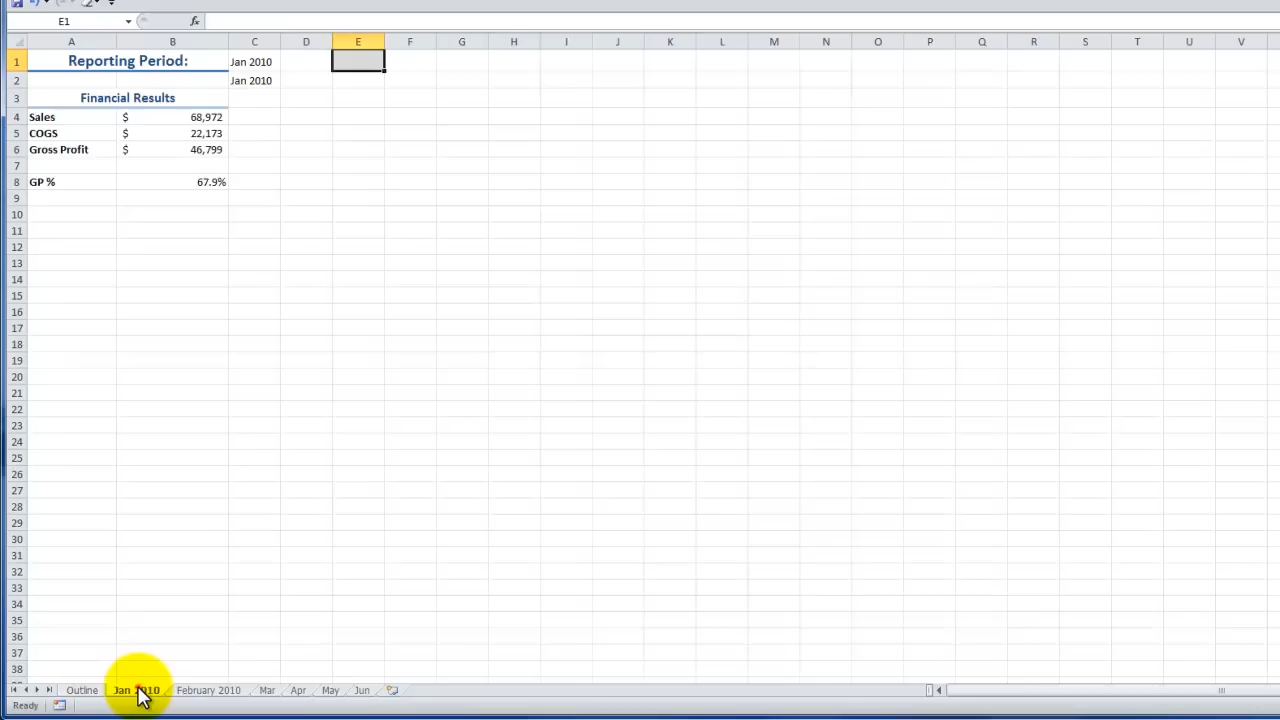 E1 fx
A B C D E F G H I J K L M N O P Q R S T U V
1 Reporting Period: Jan 2010
2 Jan 2010
3 Financial Results
4 Sales $ 68,972
5 COGS $ 22,173
6 Gross Profit $ 46,799
7
8 GP % 67.9%
9
10
11
12
13
14
15
16
17
18
19
20
21
22
23
24
25
26
27
28
29
30
31
32
33
34
35
36
37
38
Outline Jan 2010 February 2010 Mar Apr May Jun
Ready